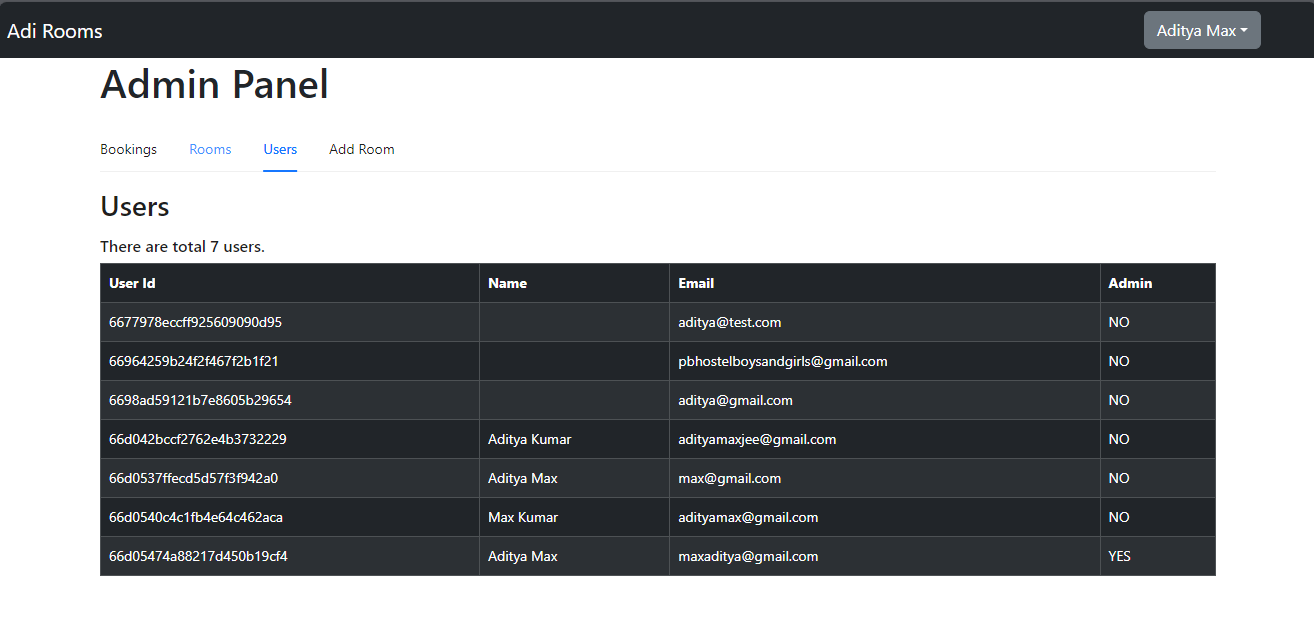 Adi Rooms Aditya Max
Admin Panel
Bookings Rooms Users Add Room
Users
There are total 7 users.
User Id Name Email Admin
6677978eccff925609090d95 aditya@test.com NO
66964259b24f2f467f2b1f21 pbhostelboysandgirls@gmail.com NO
6698ad59121b7e8605b29654 aditya@gmail.com NO
66d042bccf2762e4b3732229 Aditya Kumar adityamaxjee@gmail.com NO
66d0537ffecd5d57f3f942a0 Aditya Max max@gmail.com NO
66d0540c4c1fb4e64c462aca Max Kumar adityamax@gmail.com NO
66d05474a88217d450b19cf4 Aditya Max maxaditya@gmail.com YES